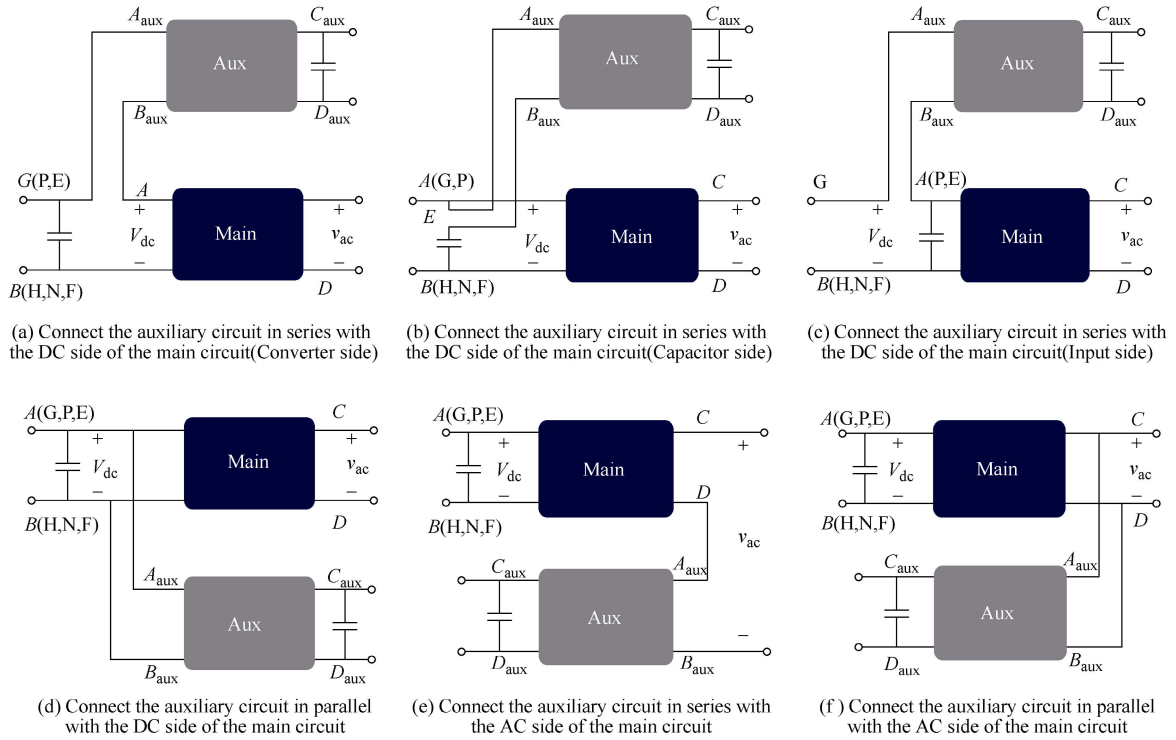 A_aux
C_aux
Aux
B_aux
D_aux
G(P,E)
A
+
V_dc
−
Main
+
v_ac
−
B(H,N,F)
D
(a) Connect the auxiliary circuit in series with
the DC side of the main circuit(Converter side)
A_aux
C_aux
Aux
B_aux
D_aux
A(G,P)
C
E
+
V_dc
−
Main
+
v_ac
−
B(H,N,F)
D
(b) Connect the auxiliary circuit in series with
the DC side of the main circuit(Capacitor side)
A_aux
C_aux
Aux
B_aux
D_aux
G
A(P,E)
C
+
V_dc
−
Main
+
v_ac
−
B(H,N,F)
D
(c) Connect the auxiliary circuit in series with
the DC side of the main circuit(Input side)
A(G,P,E)
C
+
V_dc
−
Main
+
v_ac
−
B(H,N,F)
D
A_aux
C_aux
Aux
B_aux
D_aux
(d) Connect the auxiliary circuit in parallel
with the DC side of the main circuit
A(G,P,E)
C
+
V_dc
−
Main
+
D
B(H,N,F)
v_ac
C_aux
A_aux
Aux
−
D_aux
B_aux
(e) Connect the auxiliary circuit in series with
the AC side of the main circuit
A(G,P,E)
C
+
V_dc
−
Main
+
v_ac
−
B(H,N,F)
D
C_aux
A_aux
Aux
D_aux
B_aux
(f) Connect the auxiliary circuit in parallel
with the AC side of the main circuit